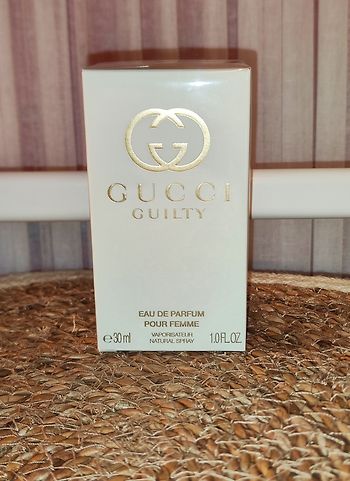 GUCCI
GUILTY
EAU DE PARFUM
POUR FEMME
VAPORISATEUR
NATURAL SPRAY
℮ 30 ml
1.0 FL.OZ.